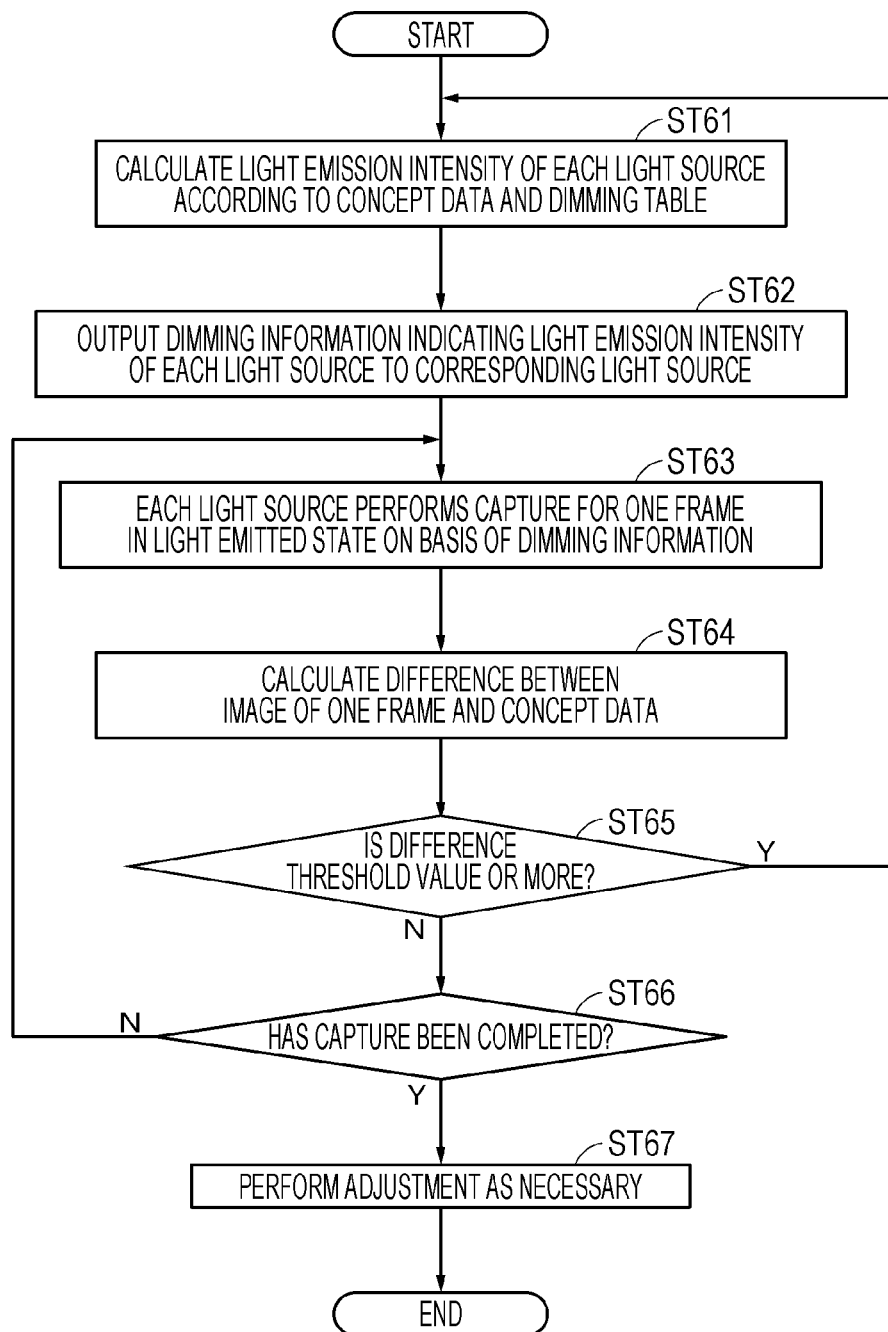 START
ST61
CALCULATE LIGHT EMISSION INTENSITY OF EACH LIGHT SOURCE
ACCORDING TO CONCEPT DATA AND DIMMING TABLE
ST62
OUTPUT DIMMING INFORMATION INDICATING LIGHT EMISSION INTENSITY
OF EACH LIGHT SOURCE TO CORRESPONDING LIGHT SOURCE
ST63
EACH LIGHT SOURCE PERFORMS CAPTURE FOR ONE FRAME
IN LIGHT EMITTED STATE ON BASIS OF DIMMING INFORMATION
ST64
CALCULATE DIFFERENCE BETWEEN
IMAGE OF ONE FRAME AND CONCEPT DATA
ST65
IS DIFFERENCE
THRESHOLD VALUE OR MORE?
Y
N
ST66
HAS CAPTURE BEEN COMPLETED?
N
Y
ST67
PERFORM ADJUSTMENT AS NECESSARY
END